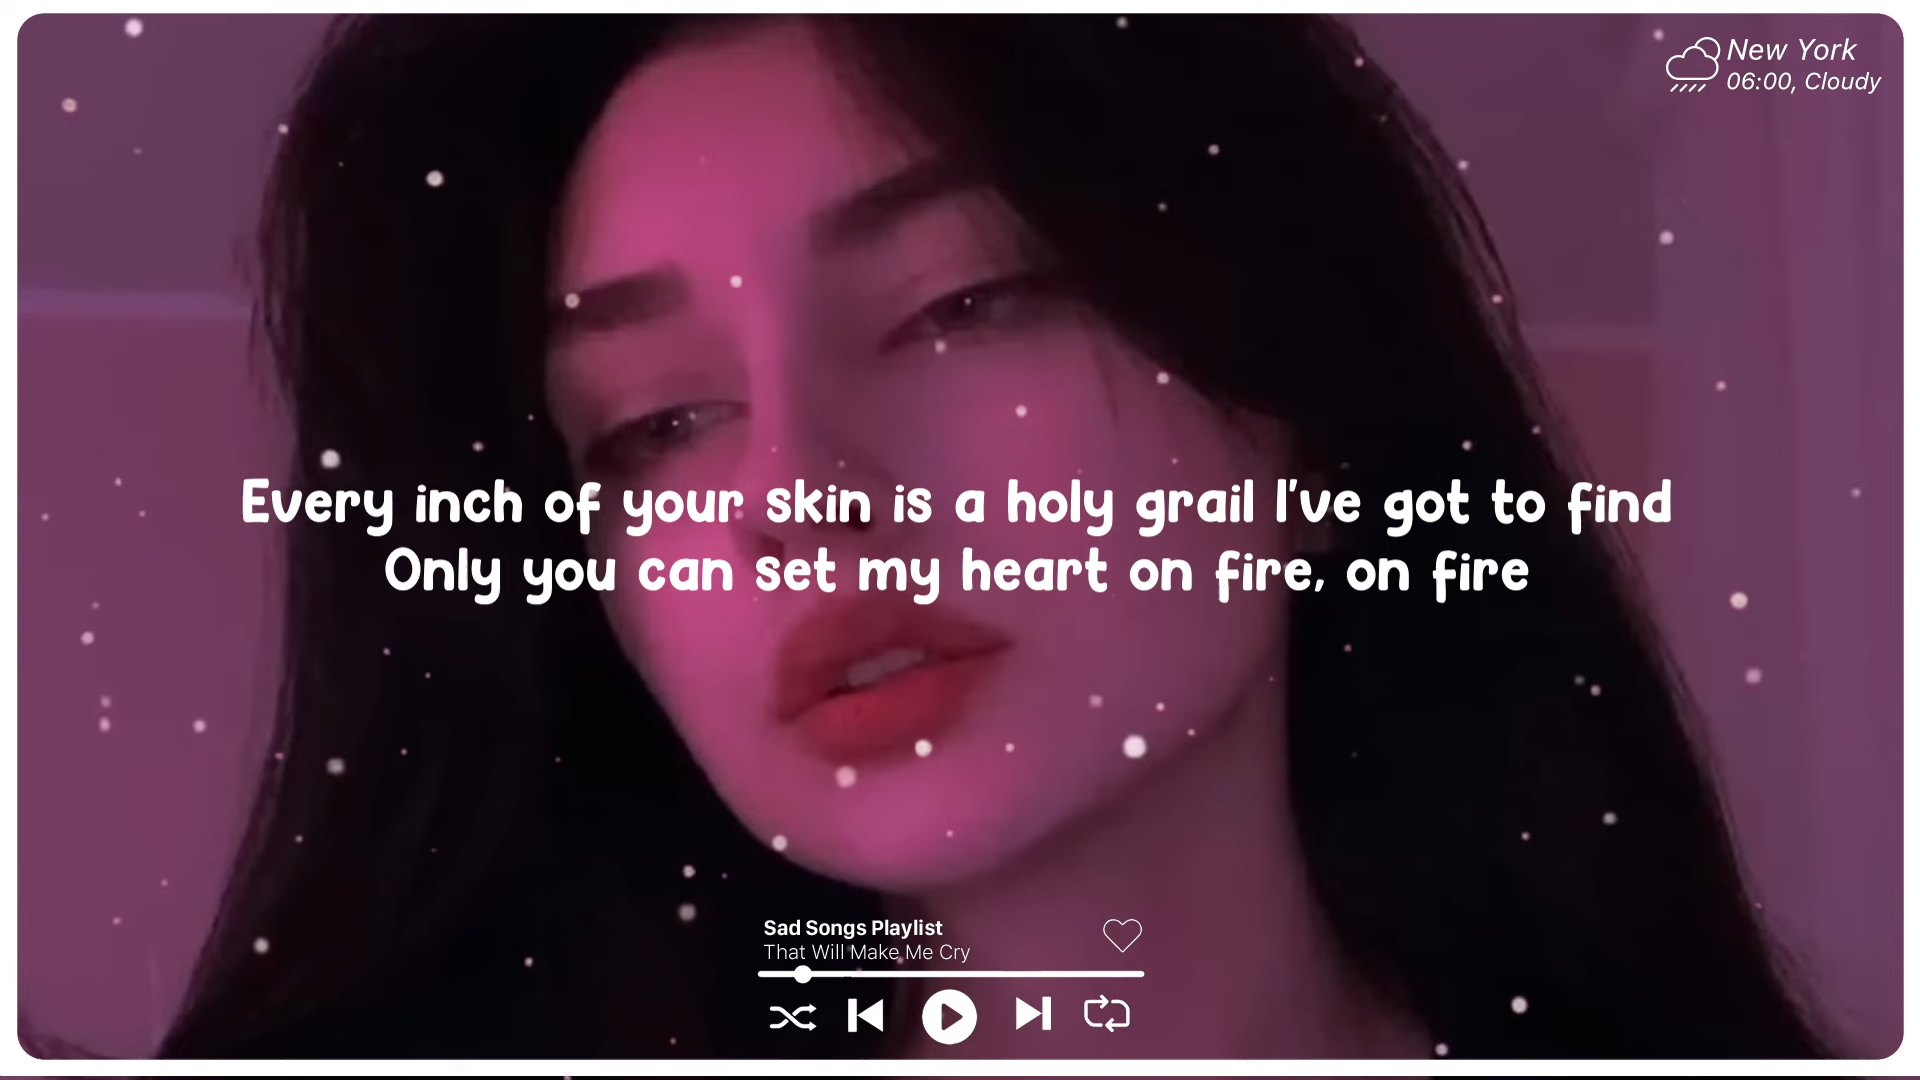 New York
06:00, Cloudy
Every inch of your skin is a holy grail I've got to find
Only you can set my heart on fire, on fire
Sad Songs Playlist
That Will Make Me Cry